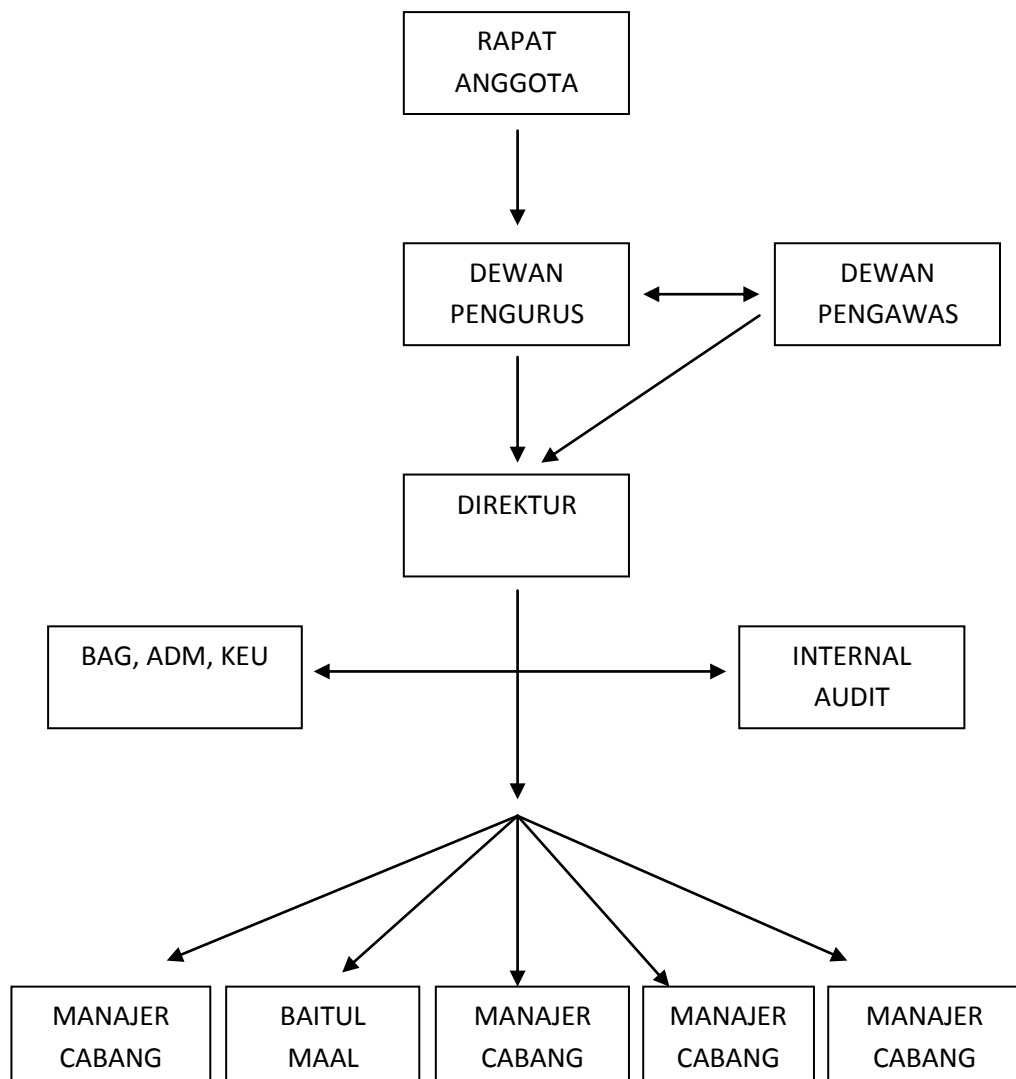 RAPAT
ANGGOTA
DEWAN
PENGURUS
DEWAN
PENGAWAS
DIREKTUR
BAG, ADM, KEU
INTERNAL
AUDIT
MANAJER
CABANG
BAITUL
MAAL
MANAJER
CABANG
MANAJER
CABANG
MANAJER
CABANG